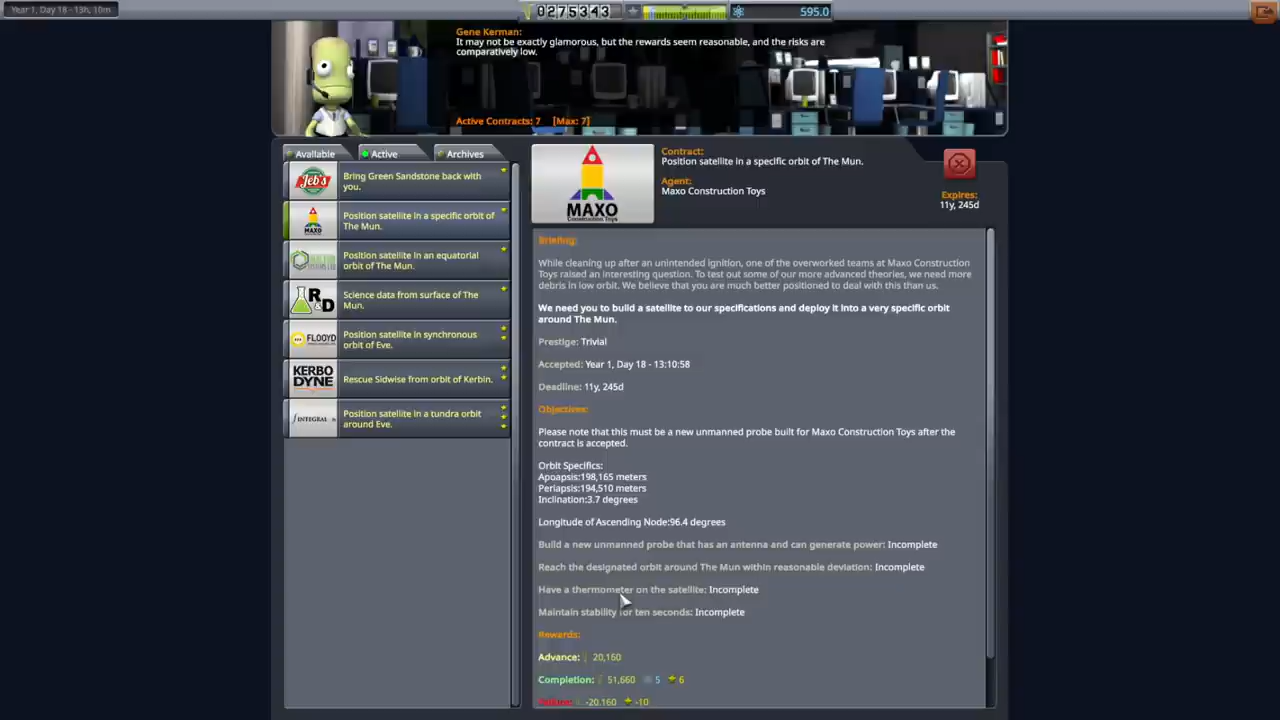 Year 1, Day 18 - 13h, 10m
0275343
595.0
Gene Kerman:
It may not be exactly glamorous, but the rewards seem reasonable, and the risks are
comparatively low.
Active Contracts: 7 [Max: 7]
Available
Active
Archives
Jeb's
Bring Green Sandstone back with
you.
MAXO
Position satellite in a specific orbit of
The Mun.
Position satellite in an equatorial
orbit of The Mun.
R&D
Science data from surface of The
Mun.
FLOOYD
Position satellite in synchronous
orbit of Eve.
KERBO
DYNE
Rescue Sidwise from orbit of Kerbin.
INTEGRAL
Position satellite in a tundra orbit
around Eve.
MAXO
Construction Toys
Contract:
Position satellite in a specific orbit of The Mun.
Agent:
Maxo Construction Toys
Expires:
11y, 245d
Briefing:
While cleaning up after an unintended ignition, one of the overworked teams at Maxo Construction
Toys raised an interesting question. To test out some of our more advanced theories, we need more
debris in low orbit. We believe that you are much better positioned to deal with this than us.
We need you to build a satellite to our specifications and deploy it into a very specific orbit
around The Mun.
Prestige: Trivial
Accepted: Year 1, Day 18 - 13:10:58
Deadline: 11y, 245d
Objectives:
Please note that this must be a new unmanned probe built for Maxo Construction Toys after the
contract is accepted.
Orbit Specifics:
Apoapsis:198,165 meters
Periapsis:194,510 meters
Inclination:3.7 degrees
Longitude of Ascending Node:96.4 degrees
Build a new unmanned probe that has an antenna and can generate power: Incomplete
Reach the designated orbit around The Mun within reasonable deviation: Incomplete
Have a thermometer on the satellite: Incomplete
Maintain stability for ten seconds: Incomplete
Rewards:
Advance: 20,160
Completion: 51,660 5 6
Failure: -20,160 -10